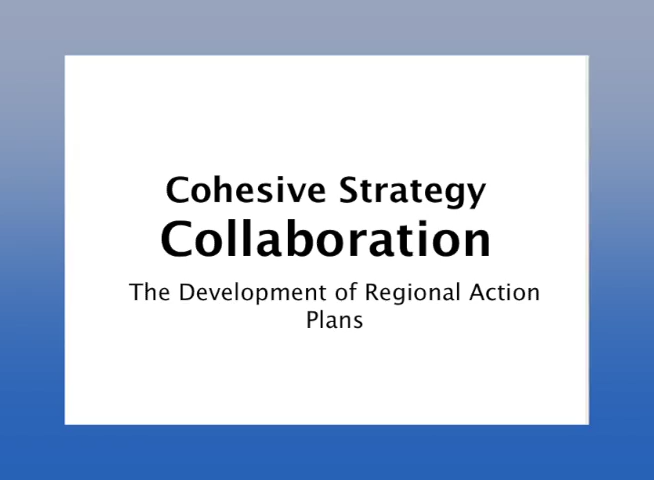 Cohesive Strategy
Collaboration
The Development of Regional Action
Plans